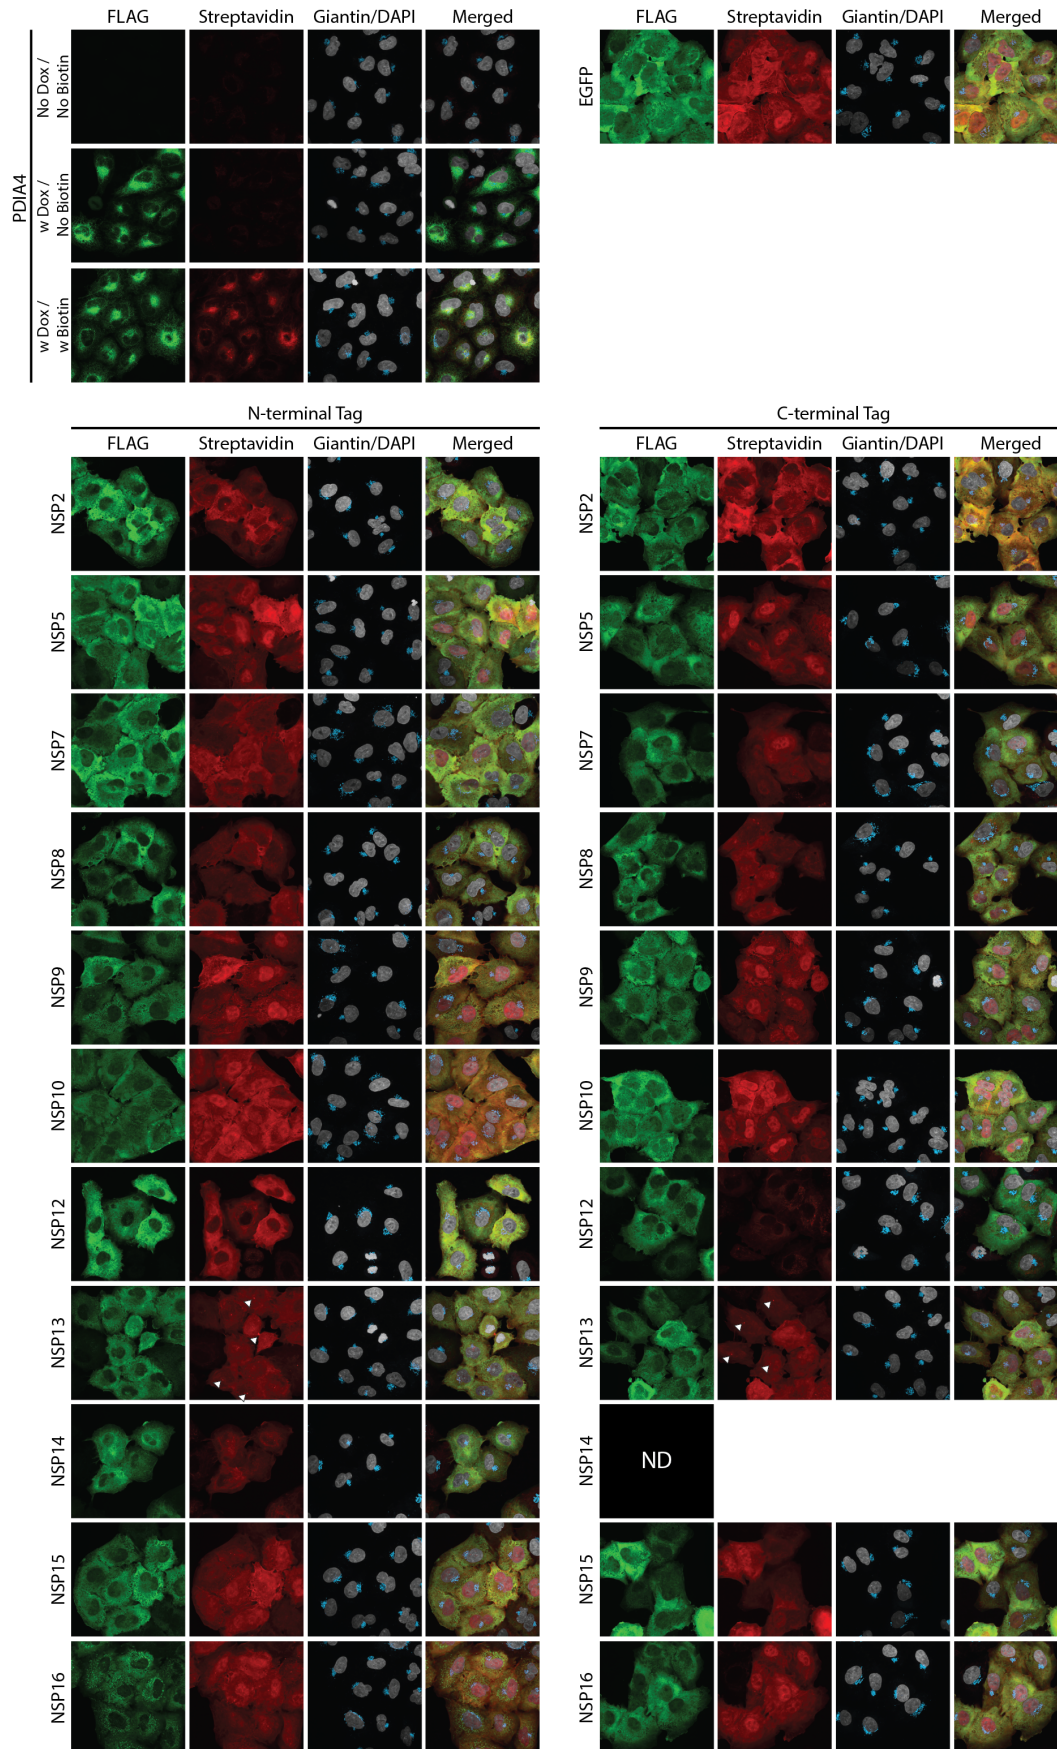 FLAG Streptavidin Giantin/DAPI Merged
FLAG Streptavidin Giantin/DAPI Merged
PDIA4
No Dox /
No Biotin
w Dox /
No Biotin
w Dox /
w Biotin
EGFP
N-terminal Tag
FLAG Streptavidin Giantin/DAPI Merged
NSP2
NSP5
NSP7
NSP8
NSP9
NSP10
NSP12
NSP13
NSP14
NSP15
NSP16
C-terminal Tag
FLAG Streptavidin Giantin/DAPI Merged
NSP2
NSP5
NSP7
NSP8
NSP9
NSP10
NSP12
NSP13
NSP14
ND
NSP15
NSP16